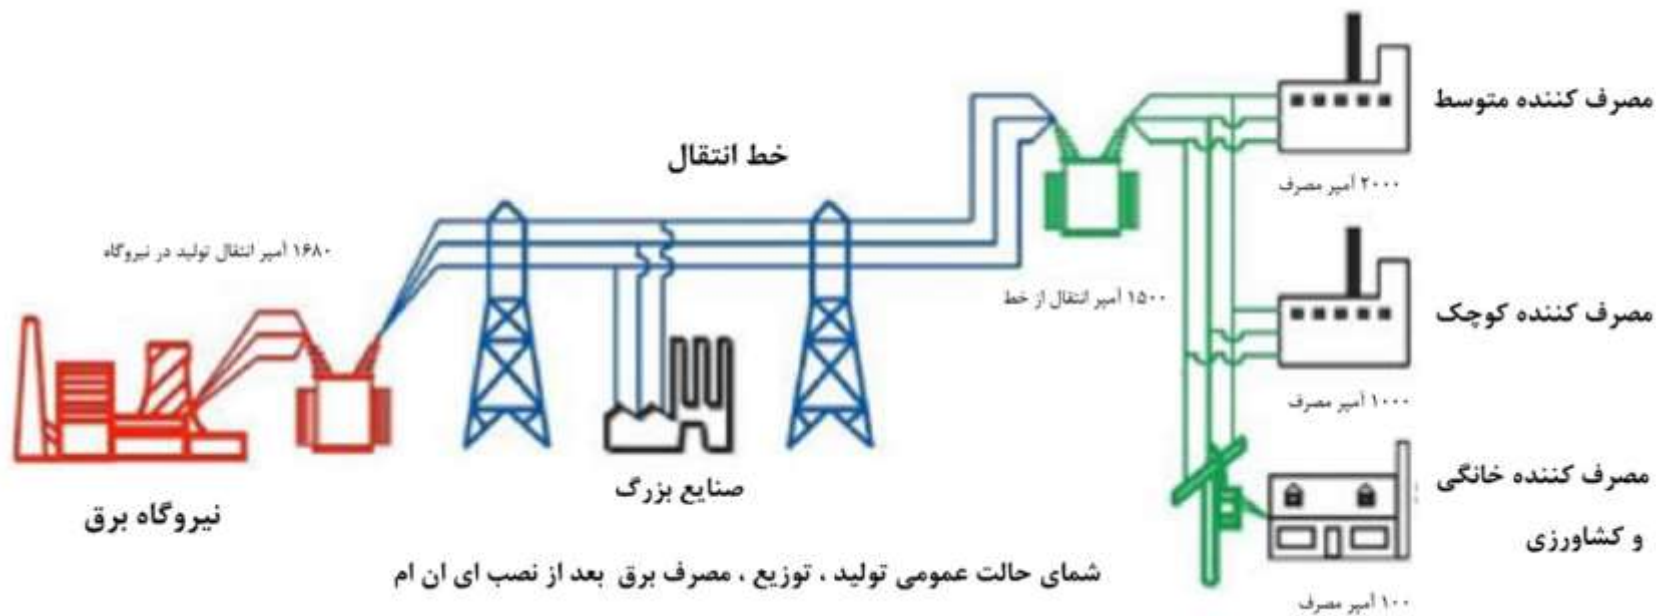 مصرف کننده متوسط
۲۰۰۰ آمپر مصرف
خط انتقال
۱۶۸۰ آمپر انتقال تولید در نیروگاه
۱۵۰۰ آمپر انتقال از خط
مصرف کننده کوچک
۱۰۰۰ آمپر مصرف
مصرف کننده خانگی
و کشاورزی
صنایع بزرگ
نیروگاه برق
شمای حالت عمومی تولید ، توزیع ، مصرف برق بعد از نصب ای ان ام
۱۰۰ آمپر مصرف